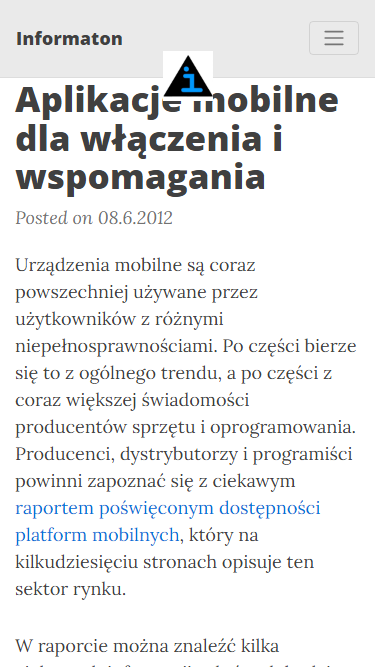 Informaton
Aplikacje mobilne
dla włączenia i
wspomagania
Posted on 08.6.2012
Urządzenia mobilne są coraz
powszechniej używane przez
użytkowników z różnymi
niepełnosprawnościami. Po części bierze
się to z ogólnego trendu, a po części z
coraz większej świadomości
producentów sprzętu i oprogramowania.
Producenci, dystrybutorzy i programiści
powinni zapoznać się z ciekawym
raportem poświęconym dostępności
platform mobilnych, który na
kilkudziesięciu stronach opisuje ten
sektor rynku.
W raporcie można znaleźć kilka